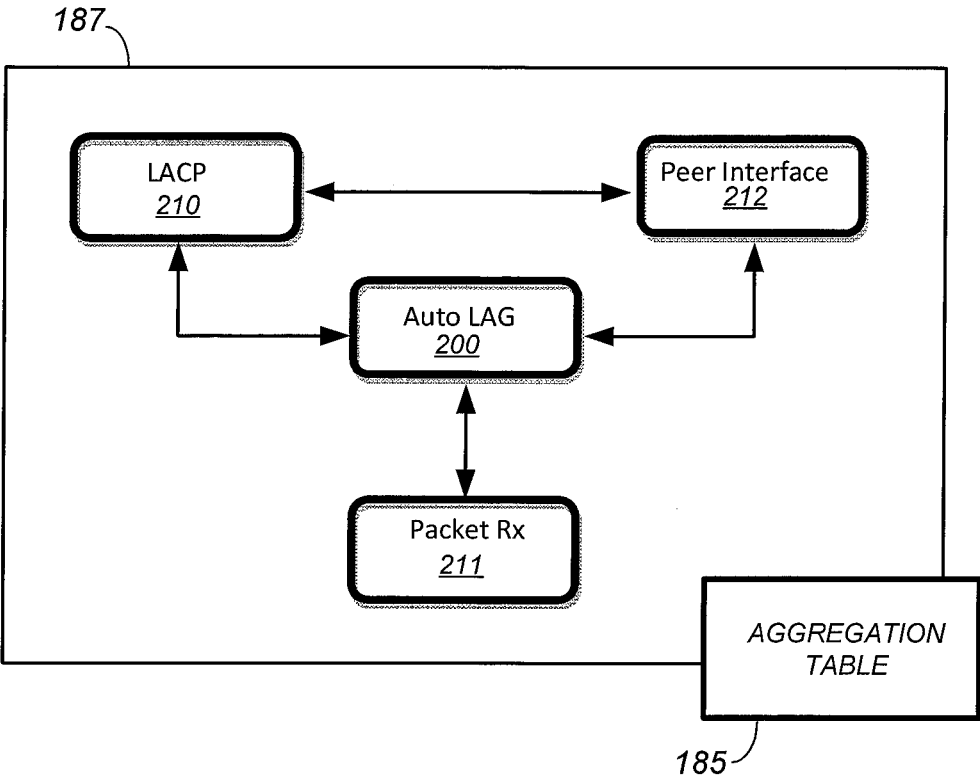 187
LACP
210
Peer Interface
212
Auto LAG
200
Packet Rx
211
AGGREGATION
TABLE
185